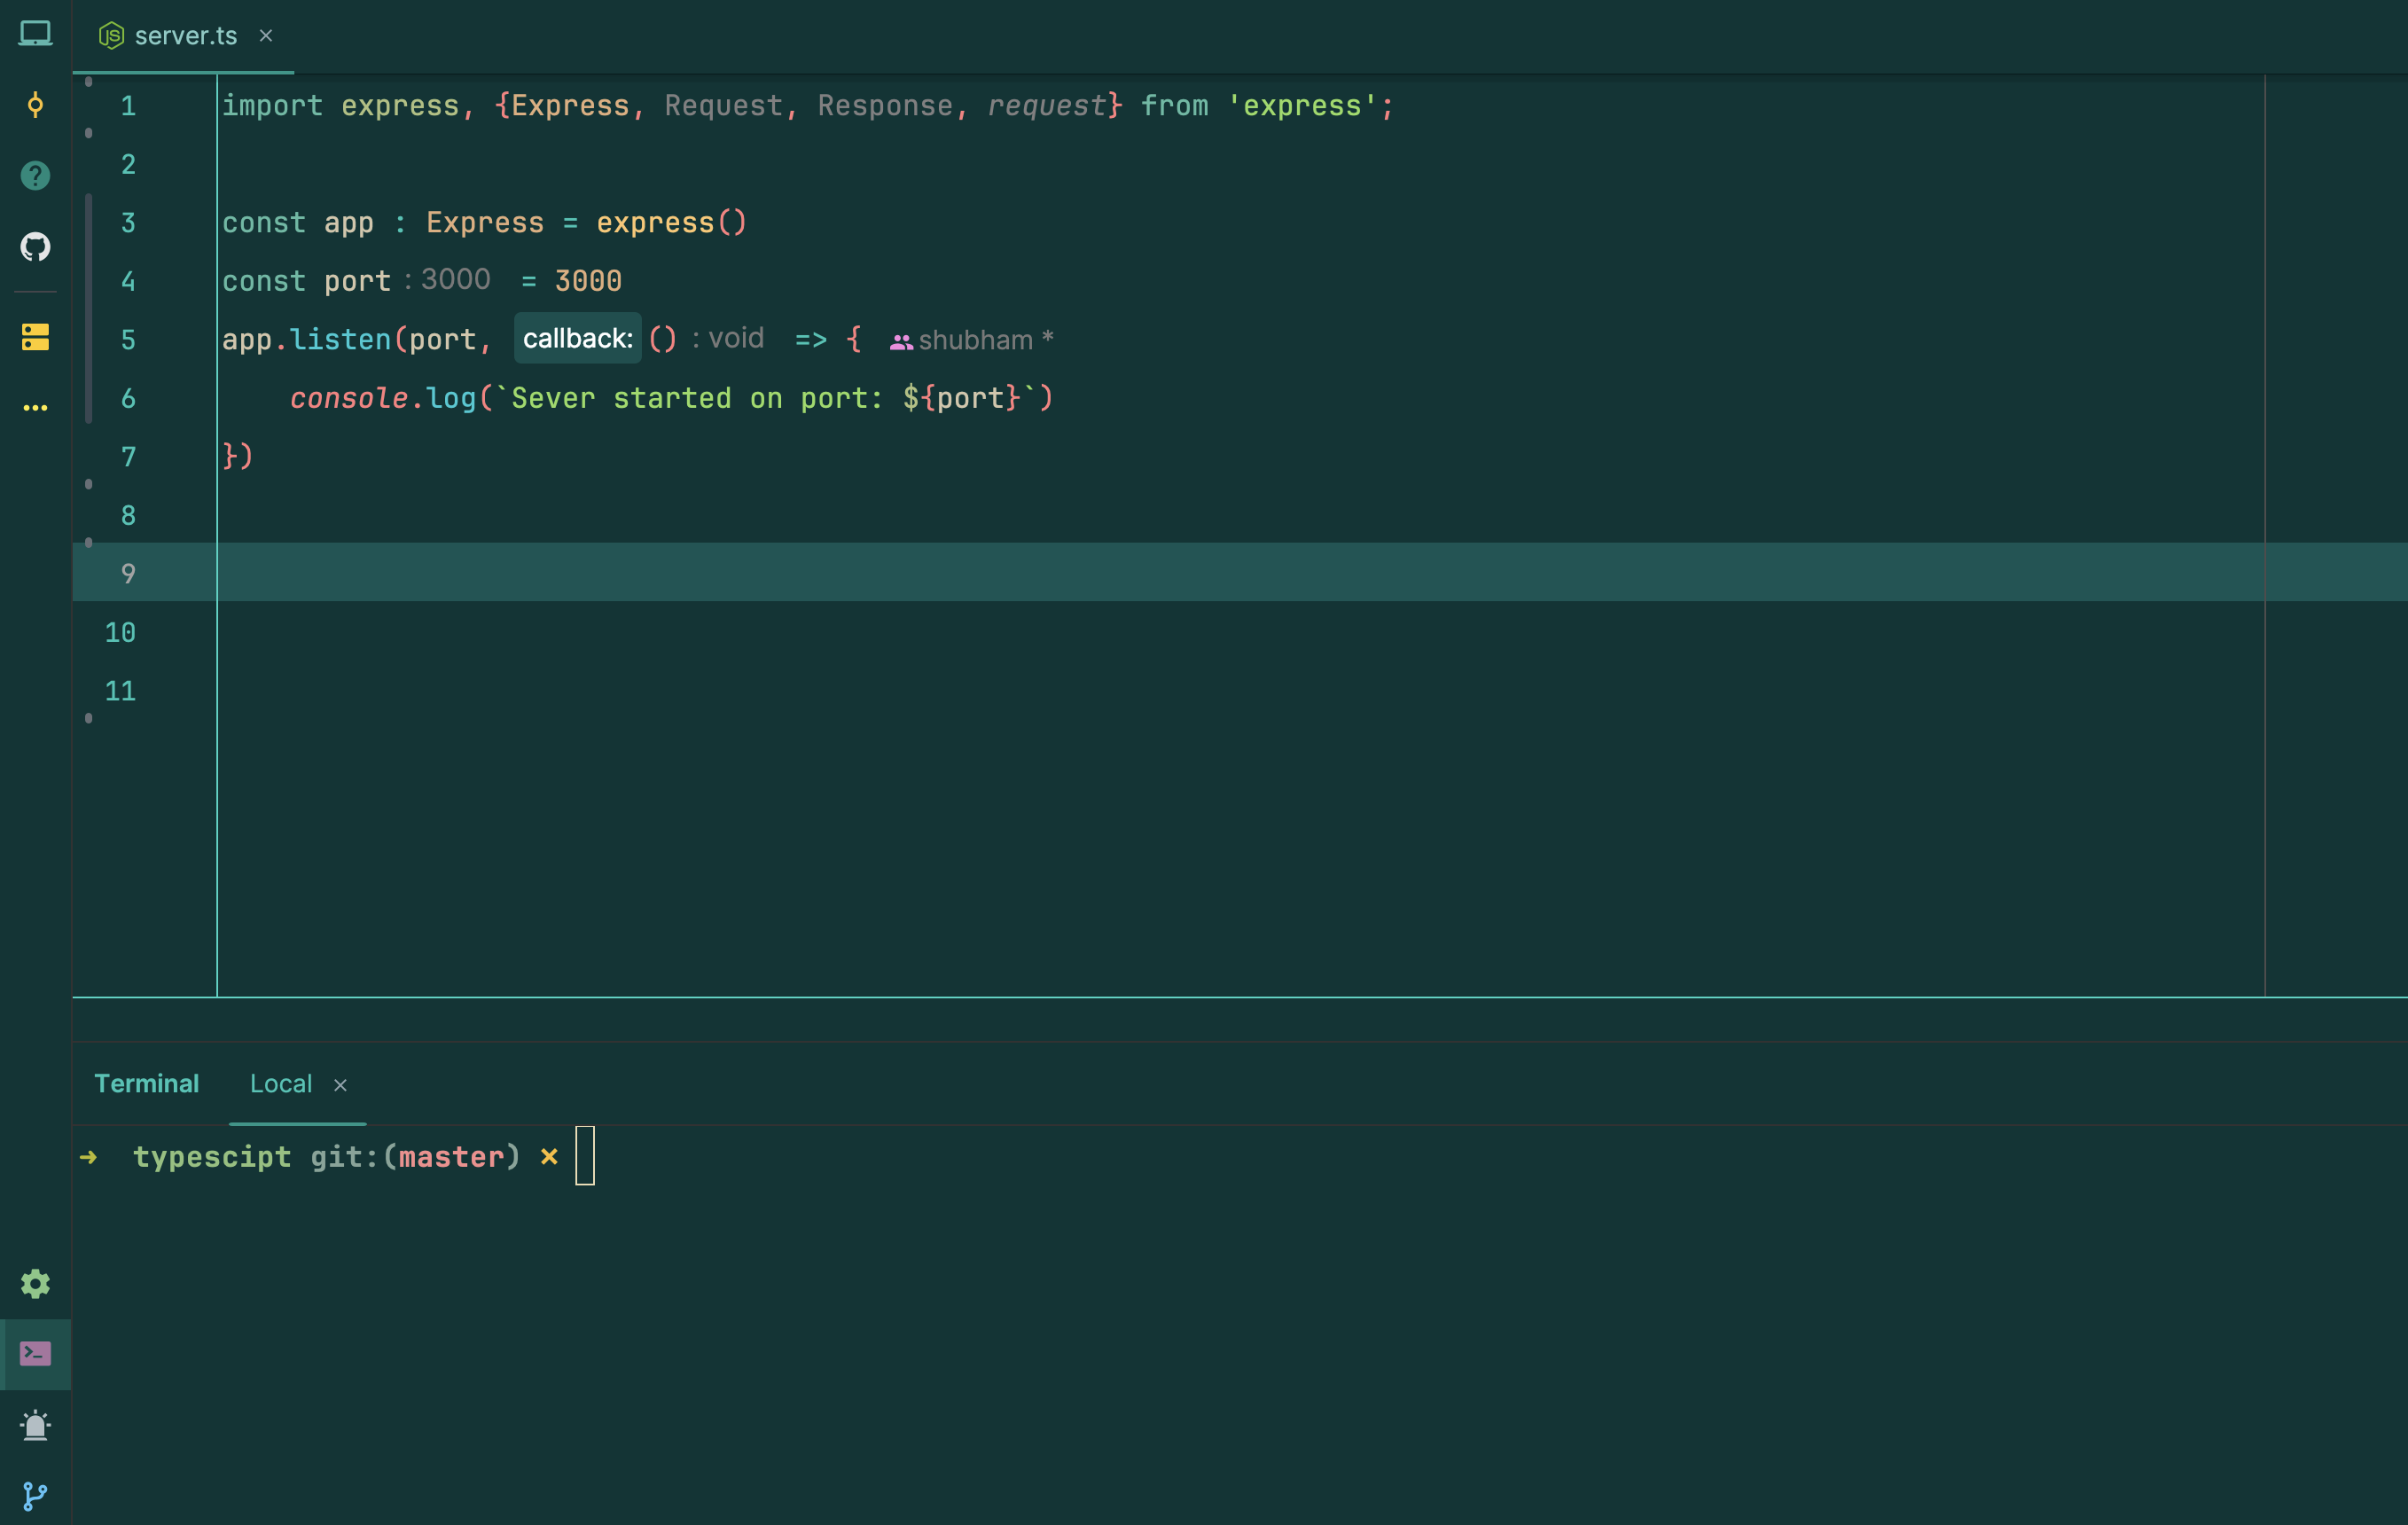 server.ts ×
1 import express, {Express, Request, Response, request} from 'express';
2
3 const app : Express = express()
4 const port : 3000 = 3000
5 app.listen(port, callback: () : void => { shubham *
6 console.log(`Sever started on port: ${port}`)
7 })
8
9
10
11
Terminal Local ×
➜ typescipt git:(master) ✗